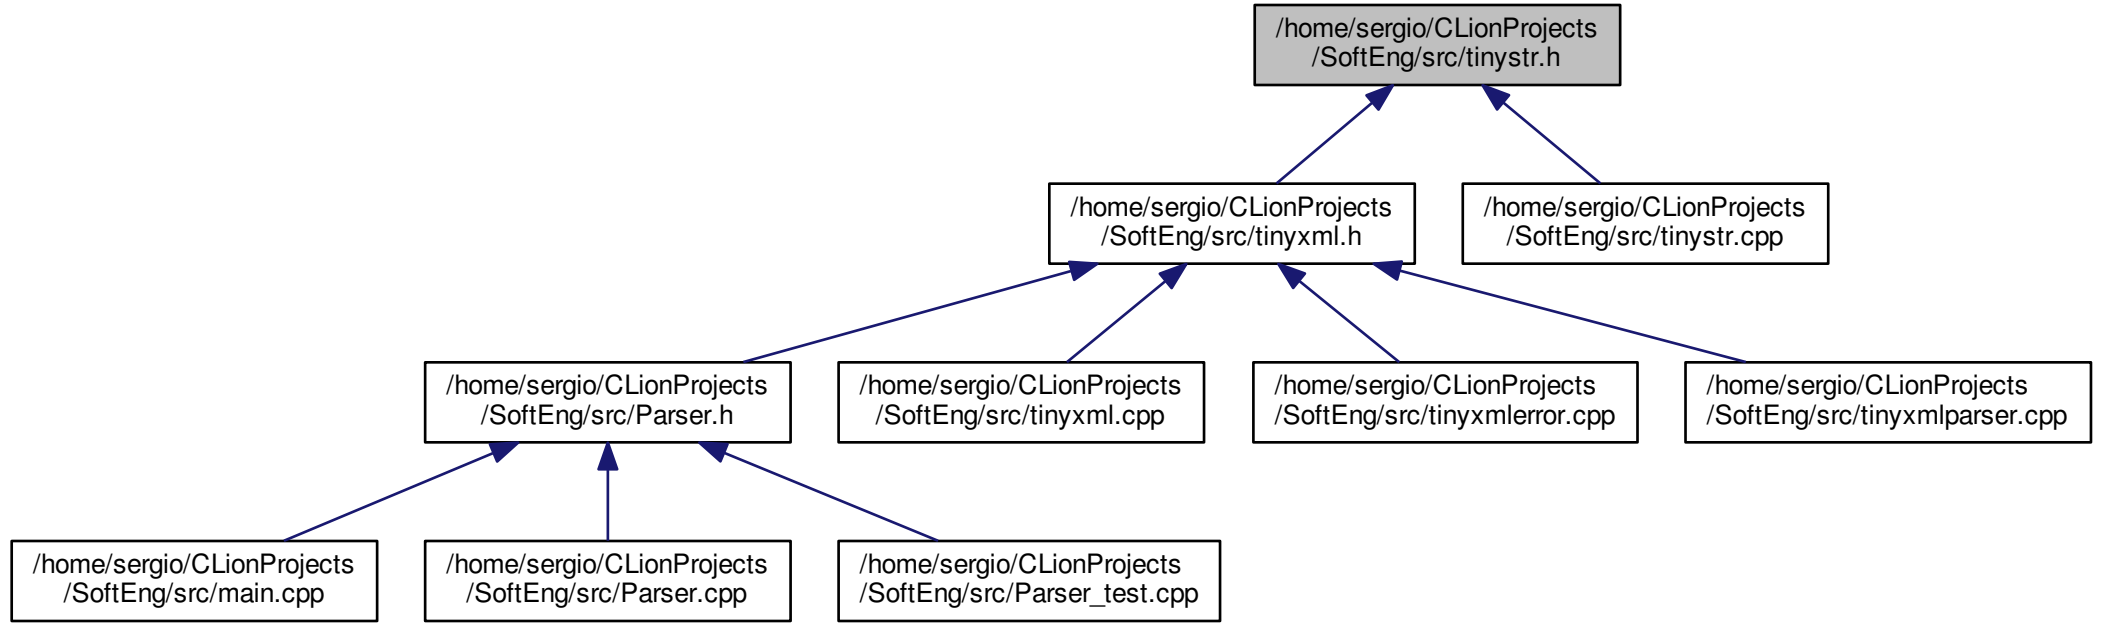 /home/sergio/CLionProjects
/SoftEng/src/tinystr.h
/home/sergio/CLionProjects
/SoftEng/src/tinyxml.h
/home/sergio/CLionProjects
/SoftEng/src/tinystr.cpp
/home/sergio/CLionProjects
/SoftEng/src/Parser.h
/home/sergio/CLionProjects
/SoftEng/src/tinyxml.cpp
/home/sergio/CLionProjects
/SoftEng/src/tinyxmlerror.cpp
/home/sergio/CLionProjects
/SoftEng/src/tinyxmlparser.cpp
/home/sergio/CLionProjects
/SoftEng/src/main.cpp
/home/sergio/CLionProjects
/SoftEng/src/Parser.cpp
/home/sergio/CLionProjects
/SoftEng/src/Parser_test.cpp